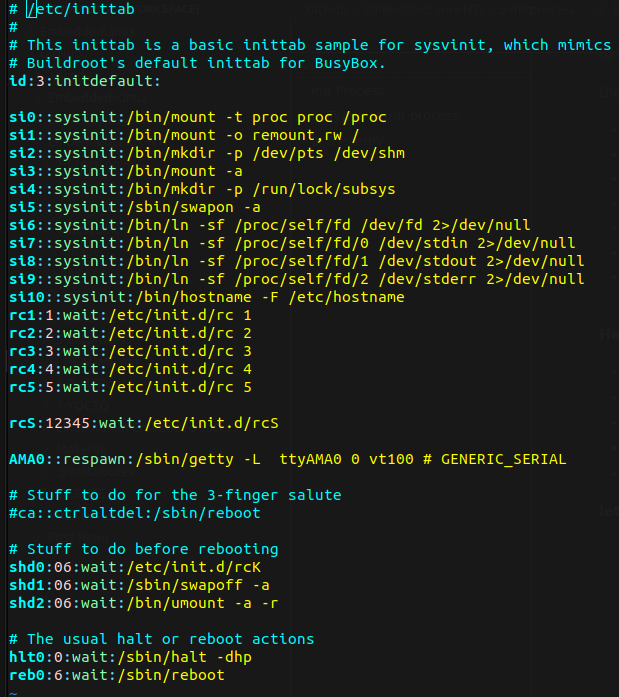 # /etc/inittab
#
# This inittab is a basic inittab sample for sysvinit, which mimics
# Buildroot's default inittab for BusyBox.
id:3:initdefault:

si0::sysinit:/bin/mount -t proc proc /proc
si1::sysinit:/bin/mount -o remount,rw /
si2::sysinit:/bin/mkdir -p /dev/pts /dev/shm
si3::sysinit:/bin/mount -a
si4::sysinit:/bin/mkdir -p /run/lock/subsys
si5::sysinit:/sbin/swapon -a
si6::sysinit:/bin/ln -sf /proc/self/fd /dev/fd 2>/dev/null
si7::sysinit:/bin/ln -sf /proc/self/fd/0 /dev/stdin 2>/dev/null
si8::sysinit:/bin/ln -sf /proc/self/fd/1 /dev/stdout 2>/dev/null
si9::sysinit:/bin/ln -sf /proc/self/fd/2 /dev/stderr 2>/dev/null
si10::sysinit:/bin/hostname -F /etc/hostname
rc1:1:wait:/etc/init.d/rc 1
rc2:2:wait:/etc/init.d/rc 2
rc3:3:wait:/etc/init.d/rc 3
rc4:4:wait:/etc/init.d/rc 4
rc5:5:wait:/etc/init.d/rc 5

rcS:12345:wait:/etc/init.d/rcS

AMA0::respawn:/sbin/getty -L  ttyAMA0 0 vt100 # GENERIC_SERIAL

# Stuff to do for the 3-finger salute
#ca::ctrlaltdel:/sbin/reboot

# Stuff to do before rebooting
shd0:06:wait:/etc/init.d/rcK
shd1:06:wait:/sbin/swapoff -a
shd2:06:wait:/bin/umount -a -r

# The usual halt or reboot actions
hlt0:0:wait:/sbin/halt -dhp
reb0:6:wait:/sbin/reboot
~